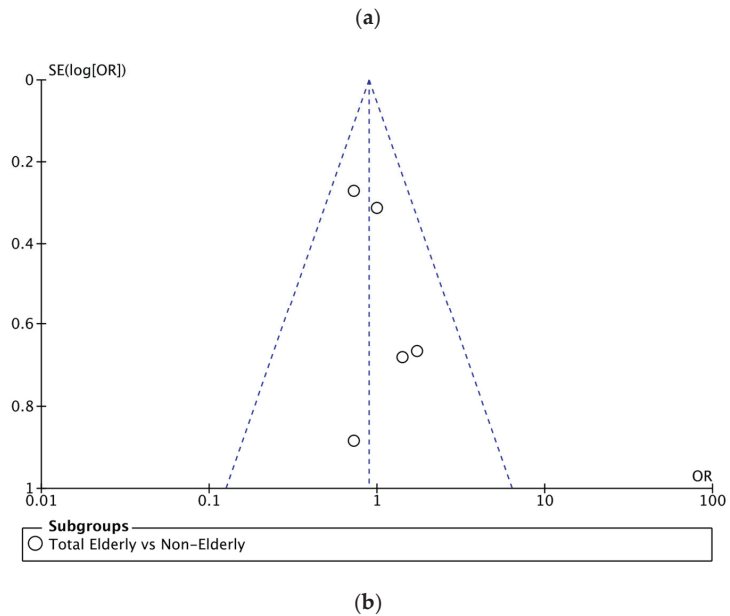 (a)
SE(log[OR])
0
0.2
0.4
0.6
0.8
1
OR
0.01 0.1 1 10 100
Subgroups
Total Elderly vs Non-Elderly
(b)